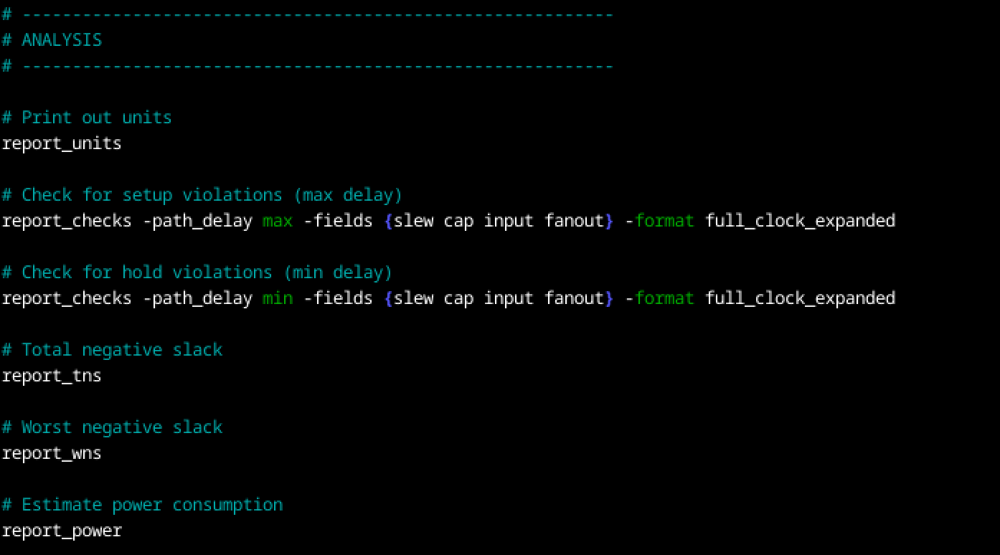 # -----------------------------------------------------------
# ANALYSIS
# -----------------------------------------------------------
# Print out units
report_units
# Check for setup violations (max delay)
report_checks -path_delay max -fields {slew cap input fanout} -format full_clock_expanded
# Check for hold violations (min delay)
report_checks -path_delay min -fields {slew cap input fanout} -format full_clock_expanded
# Total negative slack
report_tns
# Worst negative slack
report_wns
# Estimate power consumption
report_power